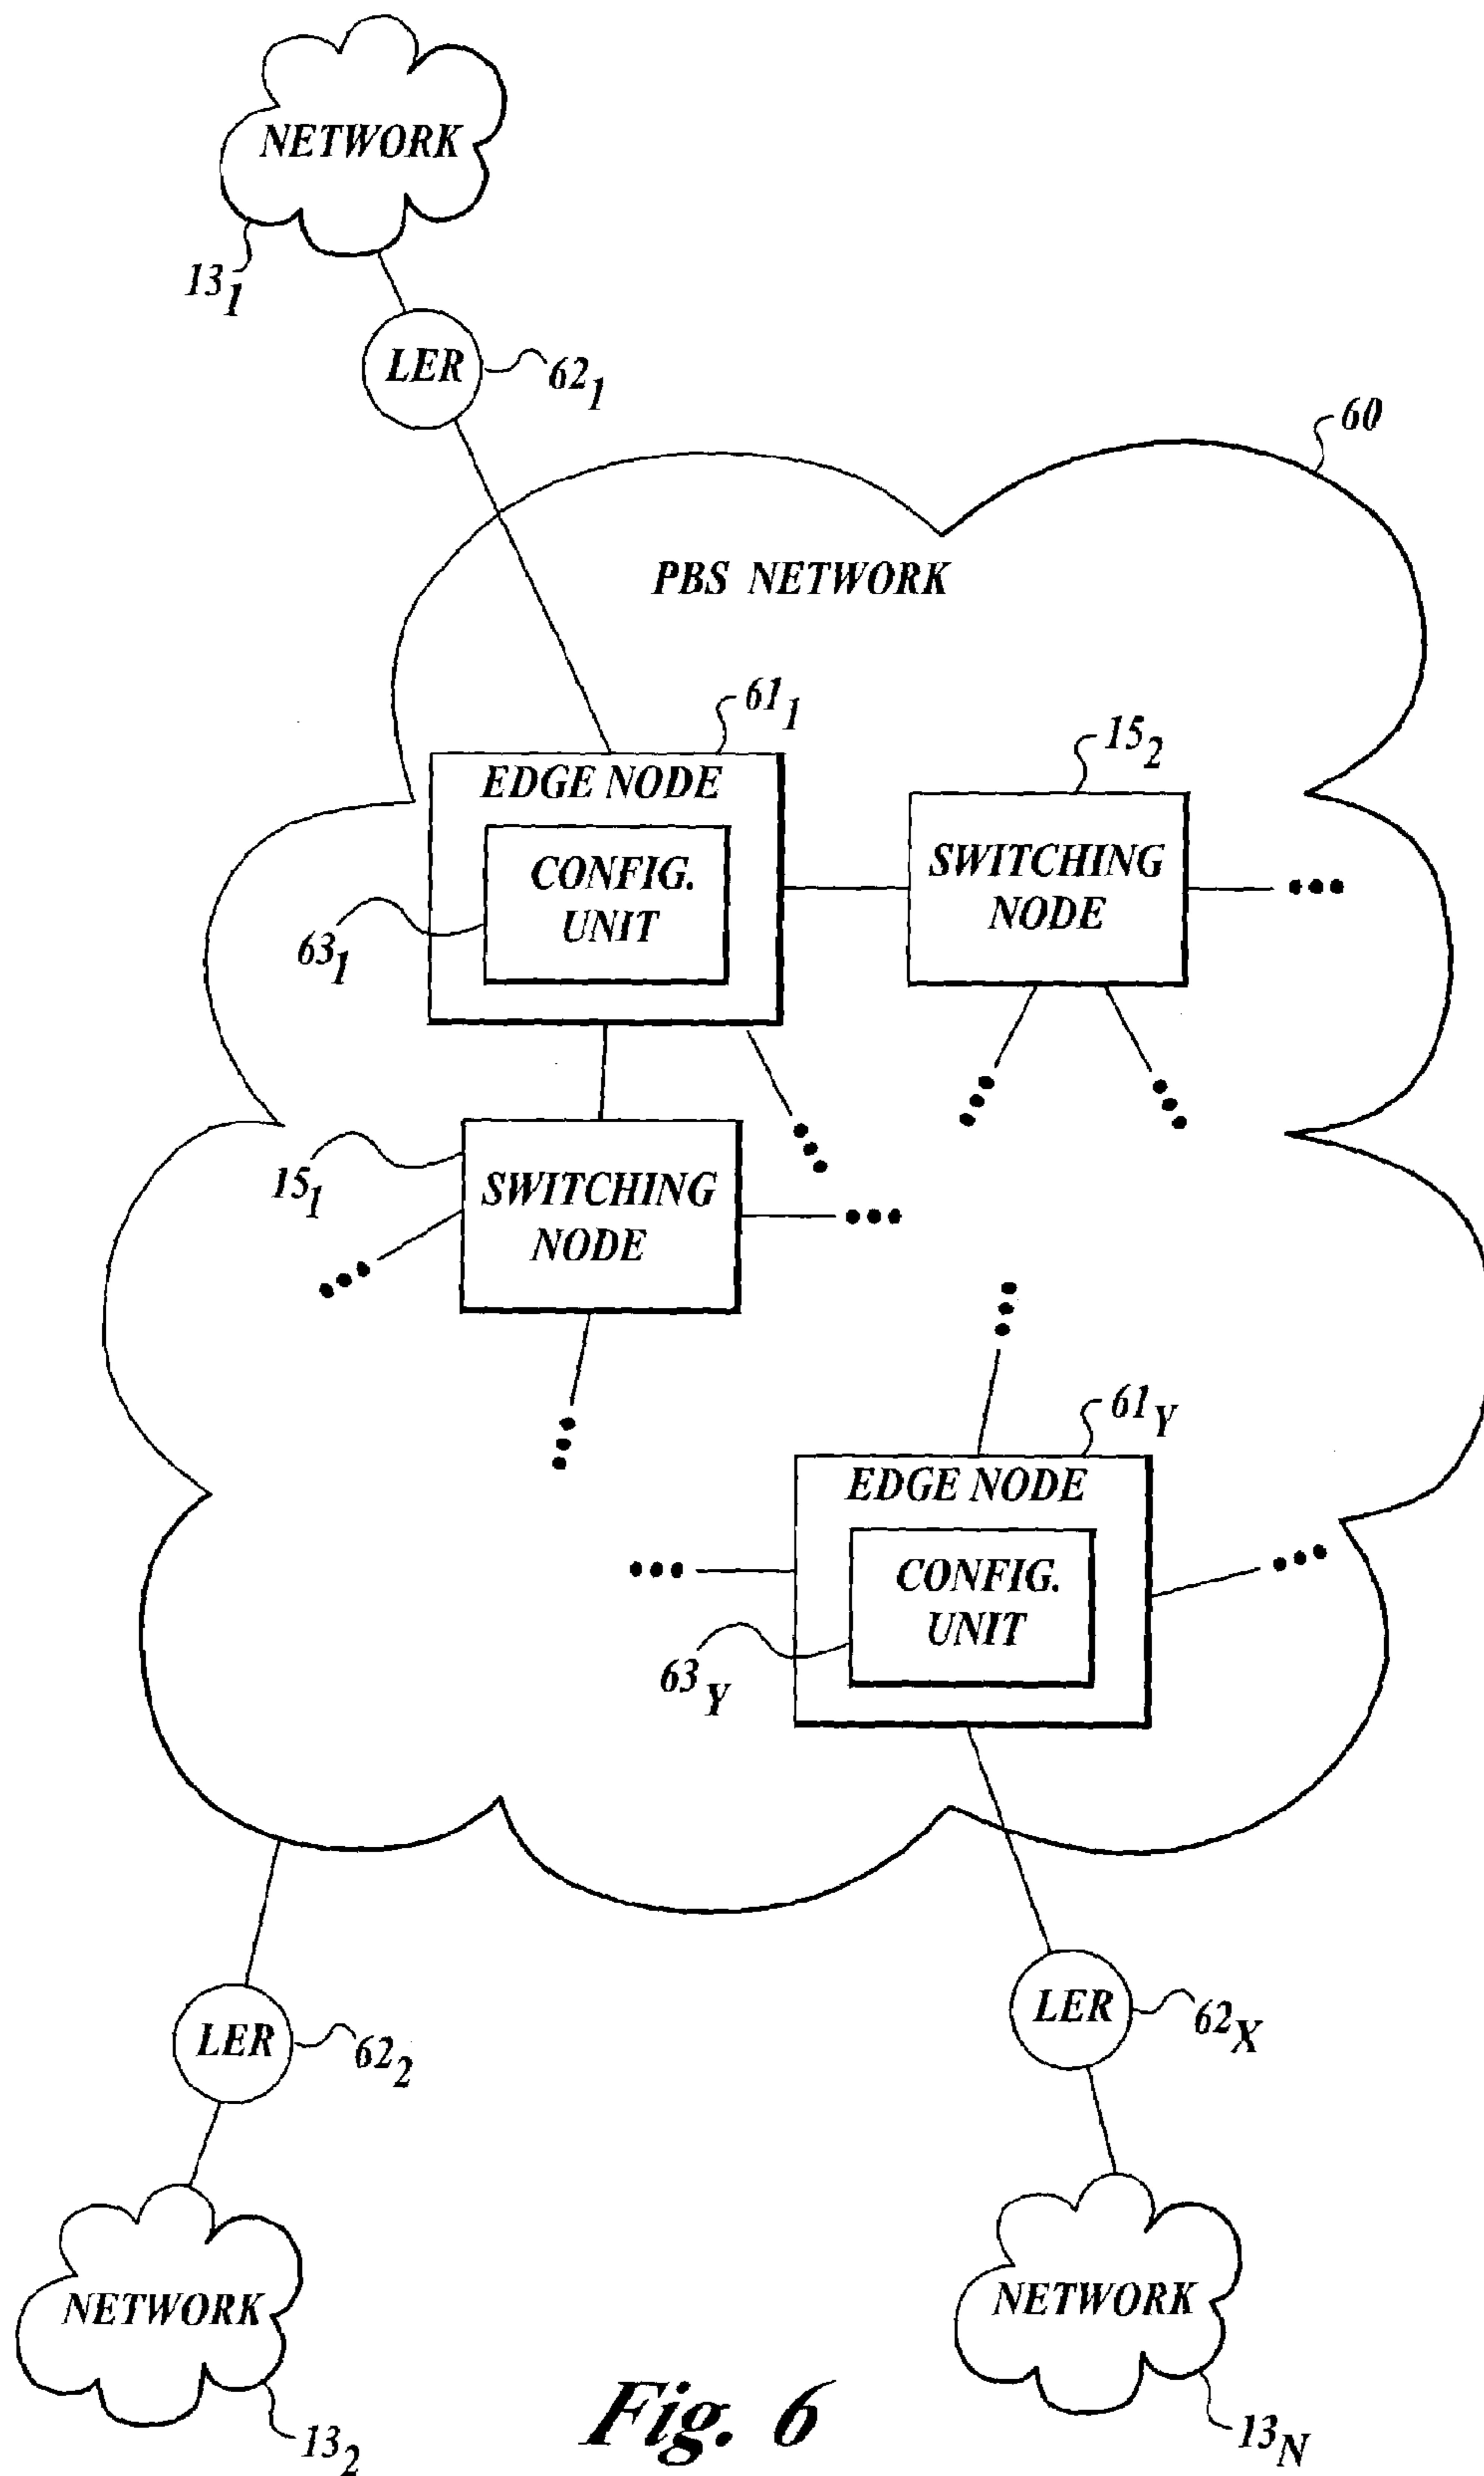 NETWORK
13₁
LER
62₁
60
PBS NETWORK
61₁
EDGE NODE
CONFIG.
UNIT
63₁
15₂
SWITCHING
NODE
15₁
SWITCHING
NODE
61Y
EDGE NODE
CONFIG.
UNIT
63Y
LER
62₂
LER
62X
NETWORK
13₂
NETWORK
13N
Fig. 6